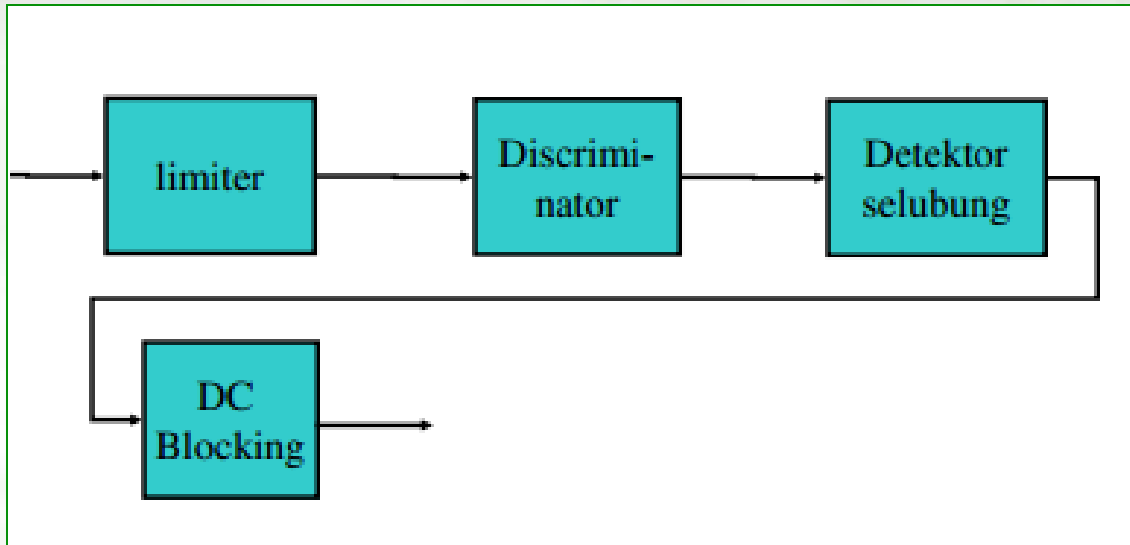 limiter
Discrimi-
nator
Detektor
selubung
DC
Blocking